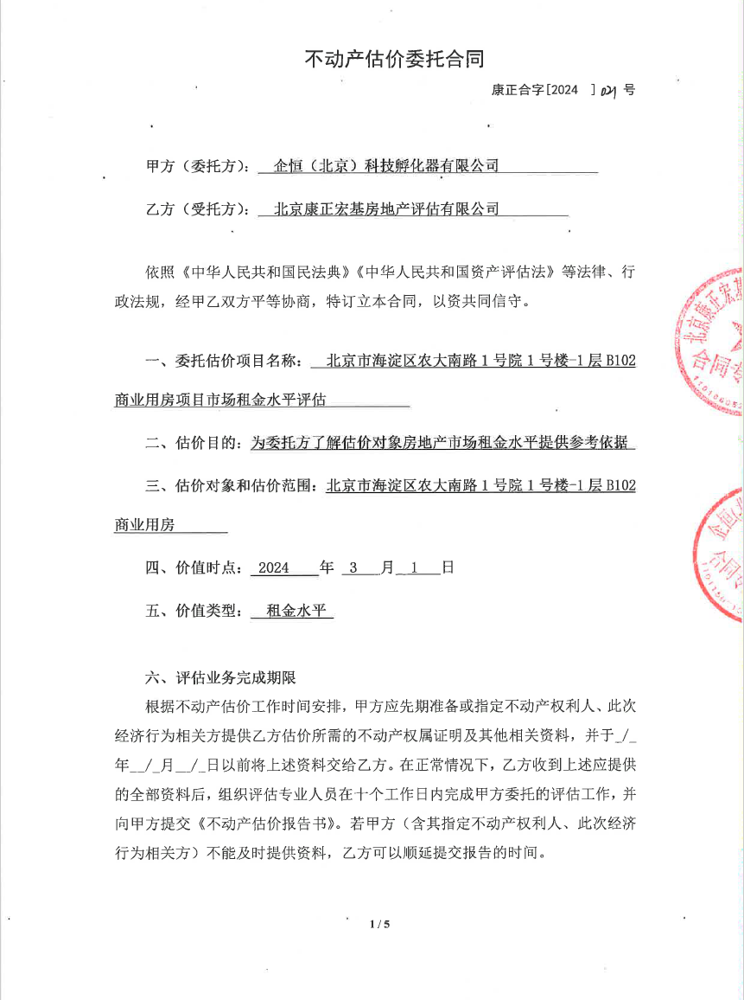 不动产估价委托合同
康正合字[2024 ] 021 号
甲方（委托方）： 企恒（北京）科技孵化器有限公司
乙方（受托方）： 北京康正宏基房地产评估有限公司
依照《中华人民共和国民法典》《中华人民共和国资产评估法》等法律、行
政法规，经甲乙双方平等协商，特订立本合同，以资共同信守。
一、委托估价项目名称： 北京市海淀区农大南路 1 号院 1 号楼-1 层 B102
商业用房项目市场租金水平评估
二、估价目的：为委托方了解估价对象房地产市场租金水平提供参考依据
三、估价对象和估价范围：北京市海淀区农大南路 1 号院 1 号楼-1 层 B102
商业用房
四、价值时点： 2024 年 3 月 1 日
五、价值类型： 租金水平
六、评估业务完成期限
根据不动产估价工作时间安排，甲方应先期准备或指定不动产权利人、此次
经济行为相关方提供乙方估价所需的不动产权属证明及其他相关资料，并于_/_
年__/_月__/_日以前将上述资料交给乙方。在正常情况下，乙方收到上述应提供
的全部资料后，组织评估专业人员在十个工作日内完成甲方委托的评估工作，并
向甲方提交《不动产估价报告书》。若甲方（含其指定不动产权利人、此次经济
行为相关方）不能及时提供资料，乙方可以顺延提交报告的时间。
1 / 5
北京康正宏基
合同专
企恒
合同专